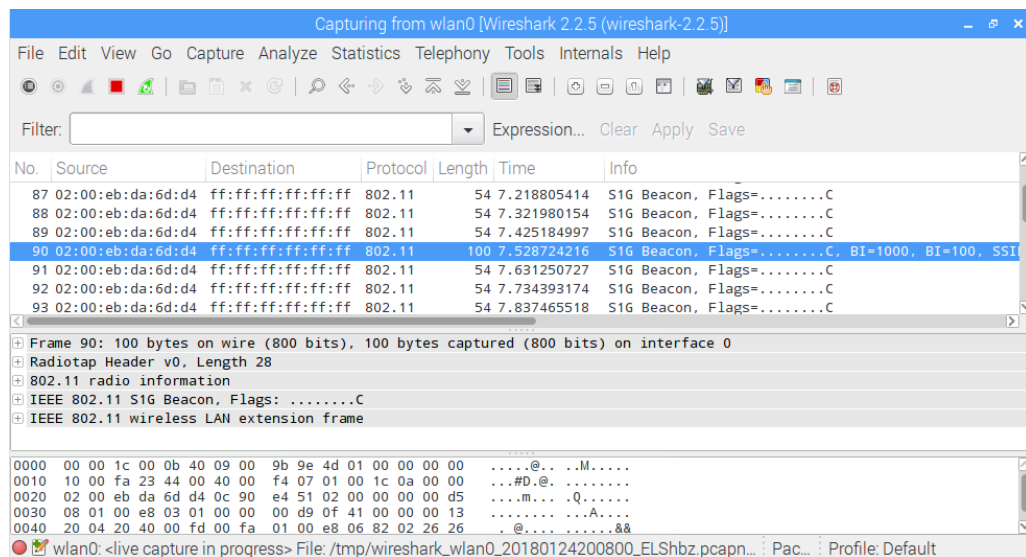 Capturing from wlan0 [Wireshark 2.2.5 (wireshark-2.2.5)]
File Edit View Go Capture Analyze Statistics Telephony Tools Internals Help
Filter: Expression... Clear Apply Save
No. Source Destination Protocol Length Time Info
87 02:00:eb:da:6d:d4 ff:ff:ff:ff:ff:ff 802.11 54 7.218805414 S1G Beacon, Flags=........C
88 02:00:eb:da:6d:d4 ff:ff:ff:ff:ff:ff 802.11 54 7.321980154 S1G Beacon, Flags=........C
89 02:00:eb:da:6d:d4 ff:ff:ff:ff:ff:ff 802.11 54 7.425184997 S1G Beacon, Flags=........C
90 02:00:eb:da:6d:d4 ff:ff:ff:ff:ff:ff 802.11 100 7.528724216 S1G Beacon, Flags=........C, BI=1000, BI=100, SSI
91 02:00:eb:da:6d:d4 ff:ff:ff:ff:ff:ff 802.11 54 7.631250727 S1G Beacon, Flags=........C
92 02:00:eb:da:6d:d4 ff:ff:ff:ff:ff:ff 802.11 54 7.734393174 S1G Beacon, Flags=........C
93 02:00:eb:da:6d:d4 ff:ff:ff:ff:ff:ff 802.11 54 7.837465518 S1G Beacon, Flags=........C
Frame 90: 100 bytes on wire (800 bits), 100 bytes captured (800 bits) on interface 0
Radiotap Header v0, Length 28
802.11 radio information
IEEE 802.11 S1G Beacon, Flags: ........C
IEEE 802.11 wireless LAN extension frame
0000 00 00 1c 00 0b 40 09 00 9b 9e 4d 01 00 00 00 00 .....@.. ..M.....
0010 10 00 fa 23 44 00 40 00 f4 07 01 00 1c 0a 00 00 ...#D.@. ........
0020 02 00 eb da 6d d4 0c 90 e4 51 02 00 00 00 00 d5 ....m... .Q......
0030 08 01 00 e8 03 01 00 00 00 d9 0f 41 00 00 00 13 ........ ...A....
0040 20 04 20 40 00 fd 00 fa 01 00 e8 06 82 02 26 26 . @.... ......&&
wlan0: <live capture in progress> File: /tmp/wireshark_wlan0_20180124200800_ELShbz.pcapn... Pac... Profile: Default